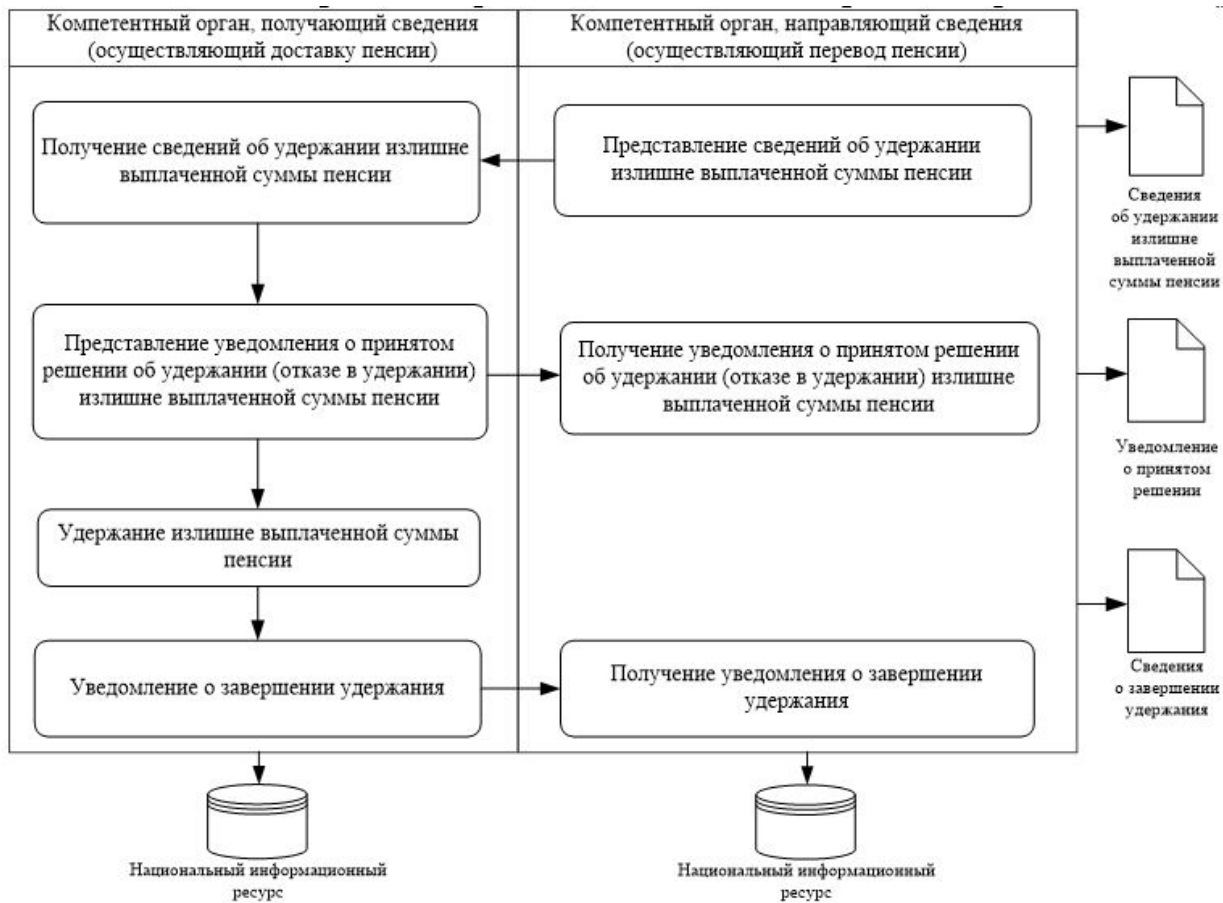 Компетентный орган, получающий сведения
(осуществляющий доставку пенсии)
Компетентный орган, направляющий сведения
(осуществляющий перевод пенсии)
Получение сведений об удержании излишне
выплаченной суммы пенсии
Представление сведений об удержании
излишне выплаченной суммы пенсии
Сведения
об удержании
излишне
выплаченной
суммы пенсии
Представление уведомления о принятом
решении об удержании (отказе в удержании)
излишне выплаченной суммы пенсии
Получение уведомления о принятом решении
об удержании (отказе в удержании) излишне
выплаченной суммы пенсии
Уведомление
о принятом
решении
Удержание излишне выплаченной суммы
пенсии
Уведомление о завершении удержания
Получение уведомления о завершении
удержания
Сведения
о завершении
удержания
Национальный информационный
ресурс
Национальный информационный
ресурс